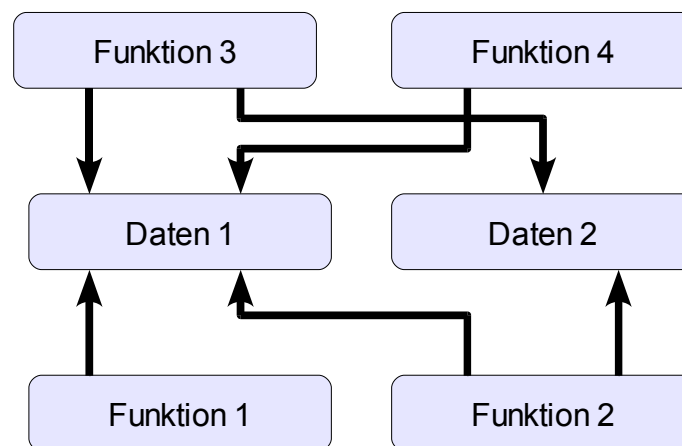 Funktion 3
Funktion 4
Daten 1
Daten 2
Funktion 1
Funktion 2